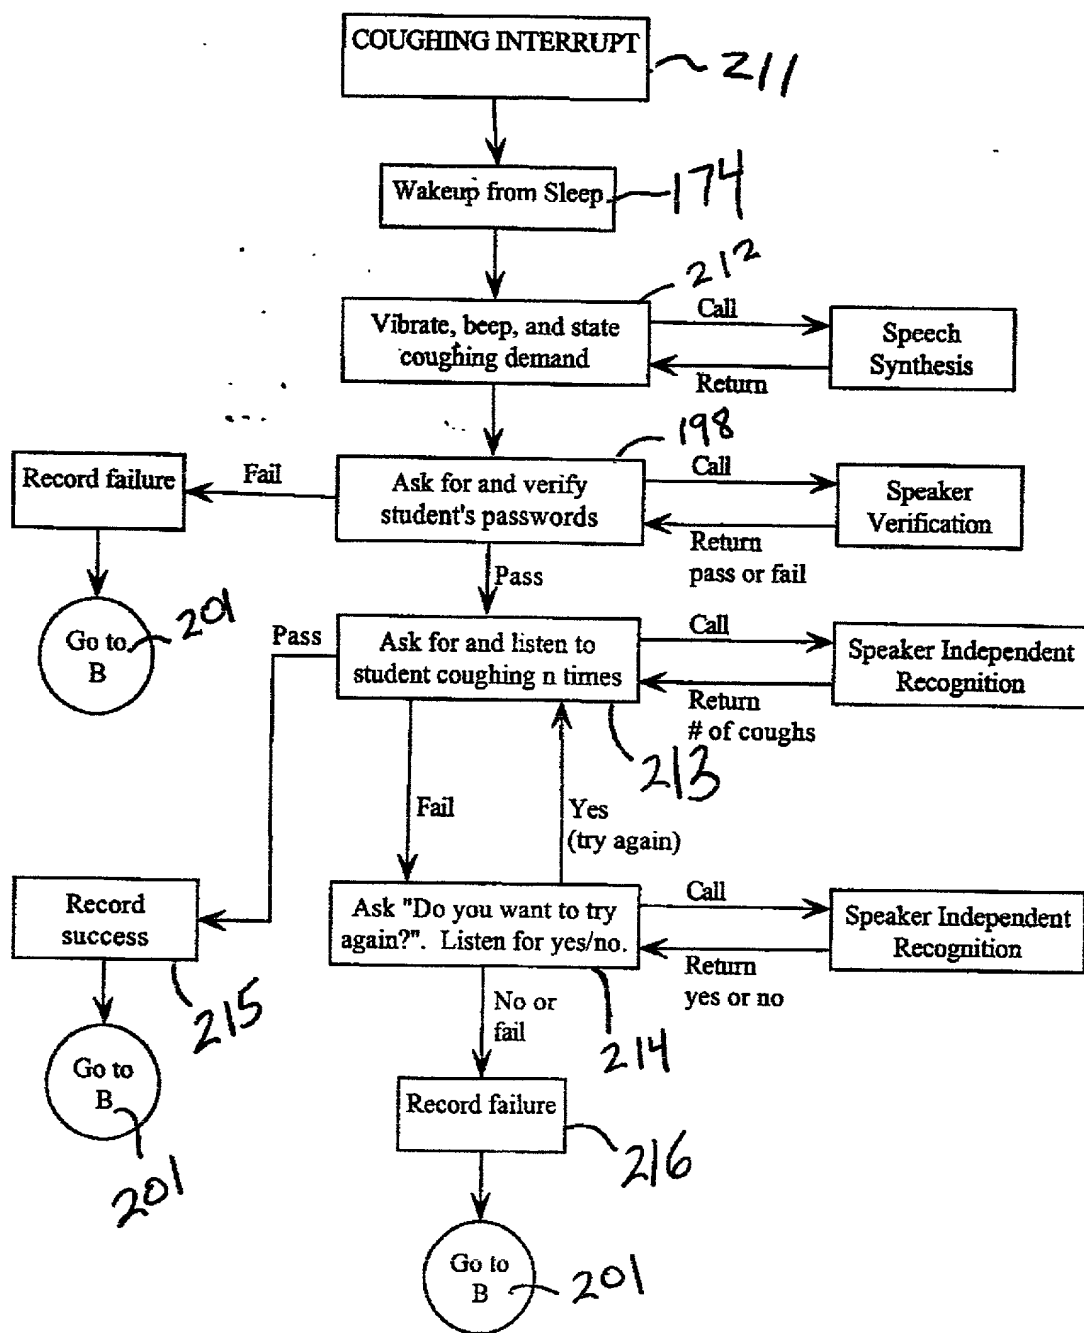 COUGHING INTERRUPT
211
Wakeup from Sleep
174
212
Vibrate, beep, and state
coughing demand
Call
Return
Speech
Synthesis
198
Record failure
Fail
Ask for and verify
student's passwords
Call
Return
pass or fail
Speaker
Verification
Pass
Go to
B
201
Pass
Ask for and listen to
student coughing n times
Call
Return
# of coughs
Speaker Independent
Recognition
213
Fail
Yes
(try again)
Record
success
215
Ask "Do you want to try
again?". Listen for yes/no.
Call
Return
yes or no
Speaker Independent
Recognition
214
No or
fail
Go to
B
201
Record failure
216
Go to
B
201